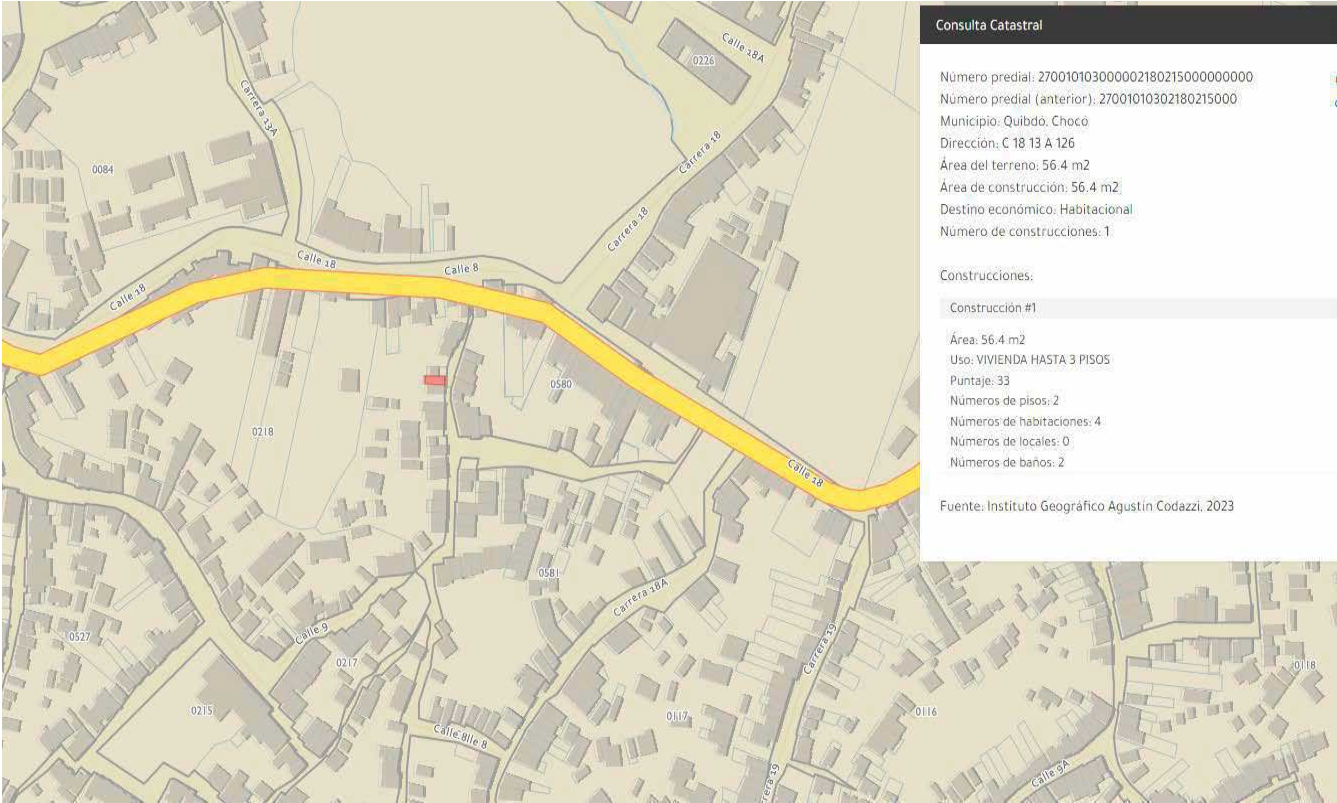 Consulta Catastral
Número predial: 270010103000002180215000000000
Número predial (anterior): 27001010302180215000
Municipio: Quibdo, Choco
Dirección: C 18 13 A 126
Área del terreno: 56.4 m2
Área de construcción: 56.4 m2
Destino económico: Habitacional
Número de construcciones: 1
Construcciones:
Construcción #1
Área: 56.4 m2
Uso: VIVIENDA HASTA 3 PISOS
Puntaje: 33
Números de pisos: 2
Números de habitaciones: 4
Números de locales: 0
Números de baños: 2
Fuente: Instituto Geográfico Agustín Codazzi, 2023
Calle 18A
0226
Carrera 13A
Carrera 18
0084
Carrera 18
Calle 18
Calle 8
Calle 18
0580
0218
Calle 18
0581
Carrera 18A
0527
Calle 9
0217
Carrera 19
0118
0215
0117
0116
Calle 8lle 8
Calle 9A
rera 19